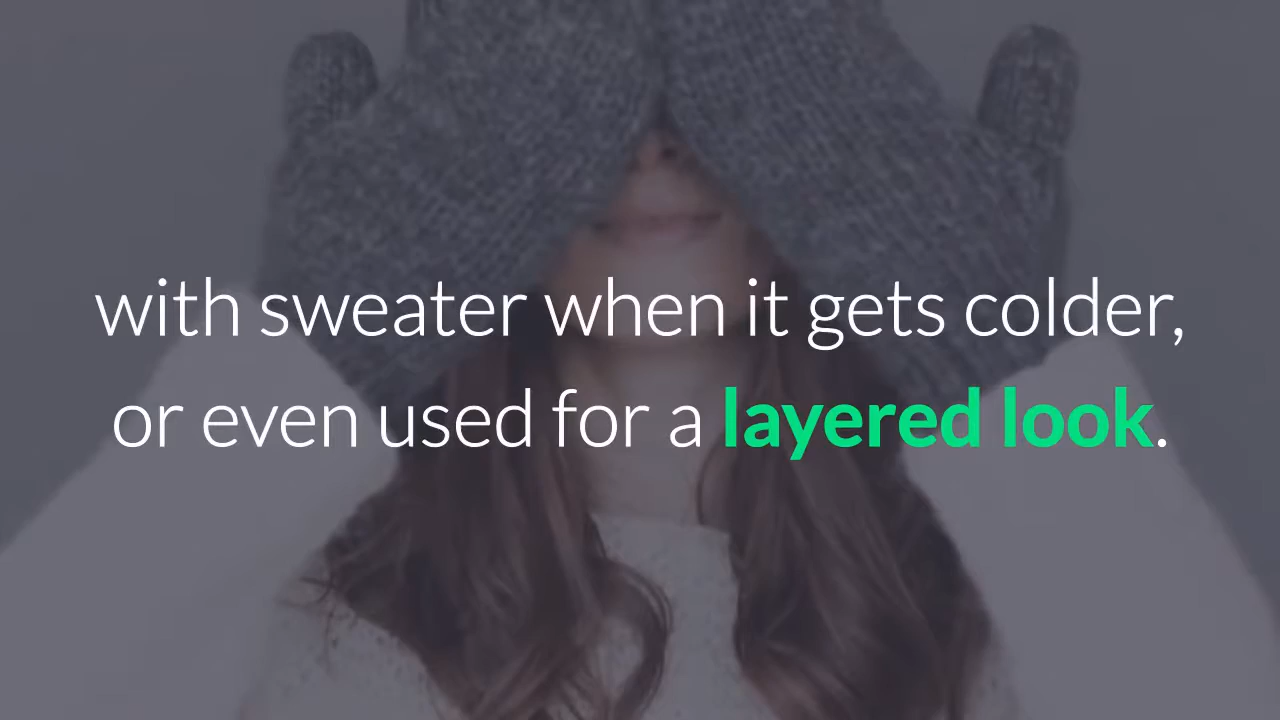 with sweater when it gets colder,
or even used for a layered look.